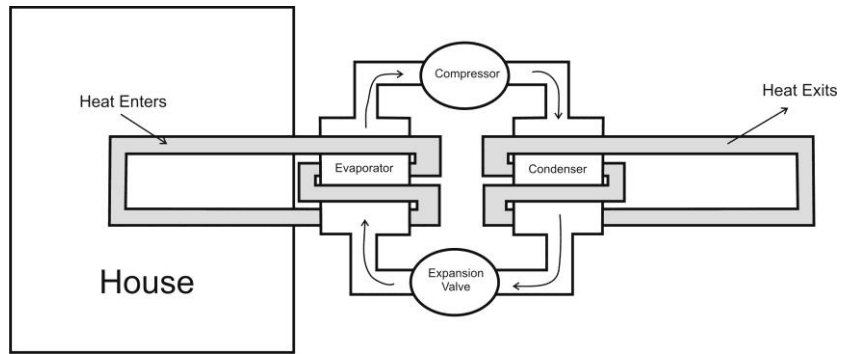 Compressor
Heat Enters
Heat Exits
Evaporator
Condenser
House
Expansion
Valve